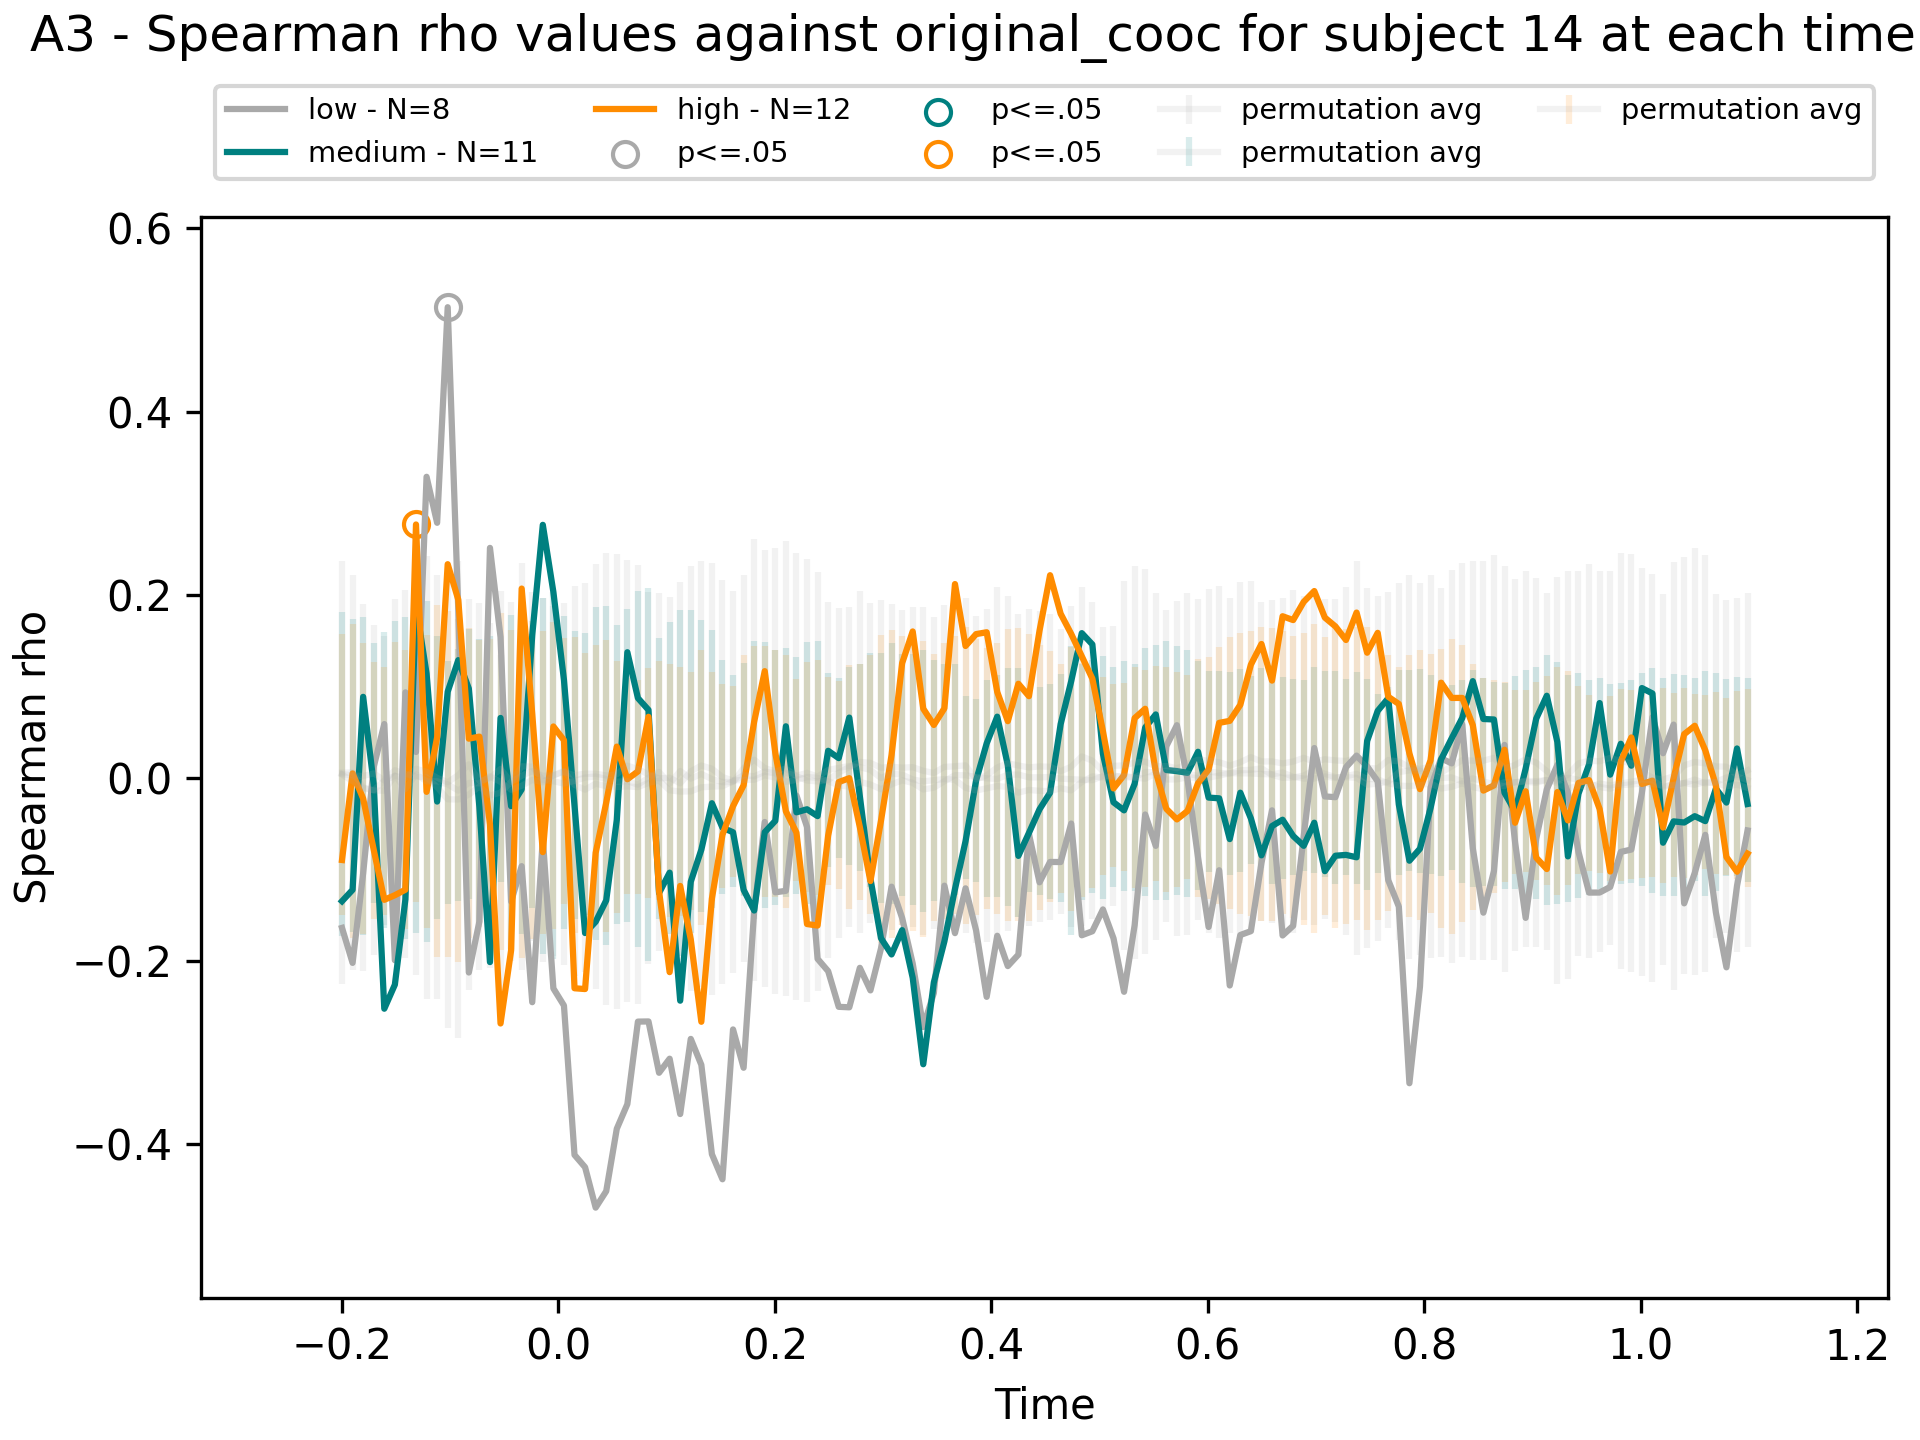 A3 - Spearman rho values against original_cooc for subject 14 at each time
low - N=8 high - N=12 p<=.05 permutation avg permutation avg
medium - N=11 p<=.05 p<=.05 permutation avg
0.6
0.4
0.2
0.0
−0.2
−0.4
Spearman rho
−0.2 0.0 0.2 0.4 0.6 0.8 1.0 1.2
Time